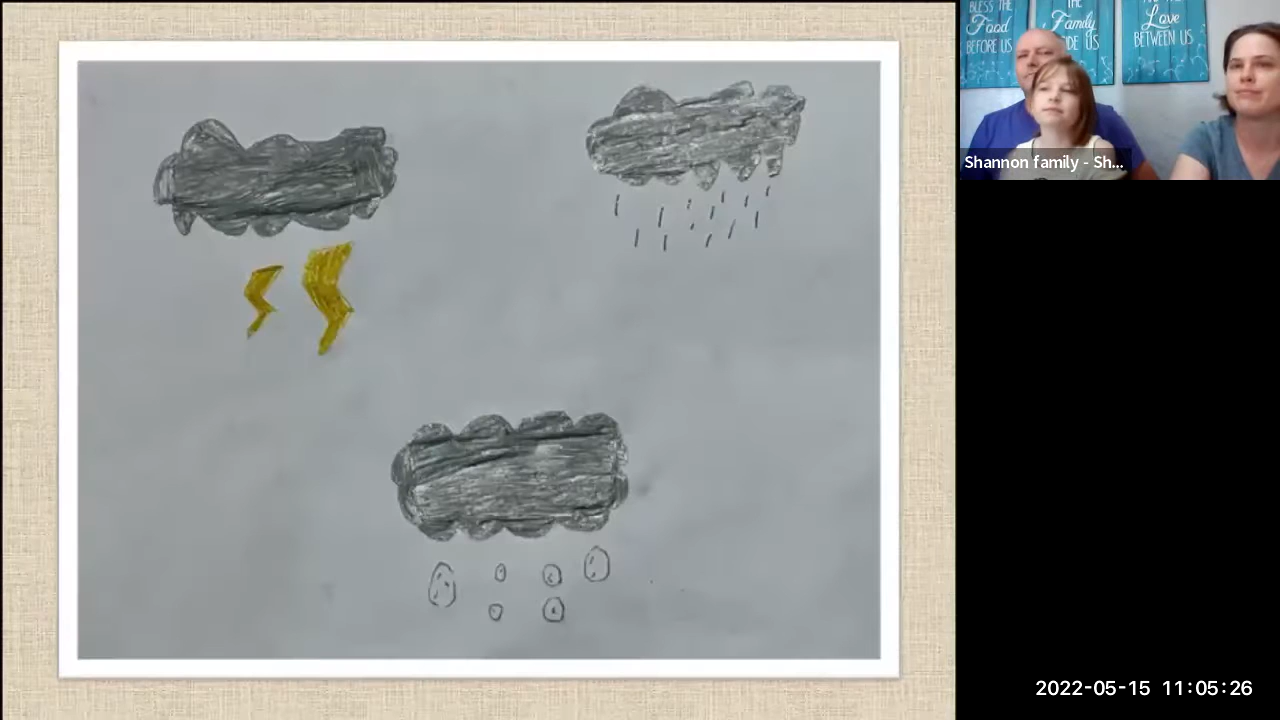 BLESS THE
Food
BEFORE US
THE
Family
IDE US
Love
BETWEEN US
Shannon family - Sh...
2022-05-15 11:05:26